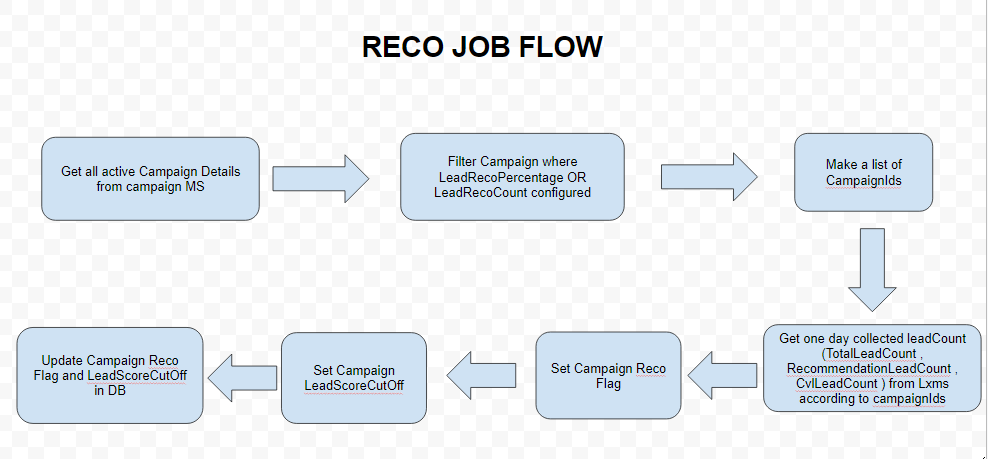 RECO JOB FLOW
Get all active Campaign Details
from campaign MS
Filter Campaign where
LeadRecoPercentage OR
LeadRecoCount configured
Make a list of
CampaignIds
Get one day collected leadCount
(TotalLeadCount ,
RecommendationLeadCount ,
CvlLeadCount ) from Lxms
according to campaignIds
Set Campaign Reco
Flag
Set Campaign
LeadScoreCutOff
Update Campaign Reco
Flag and LeadScoreCutOff
in DB